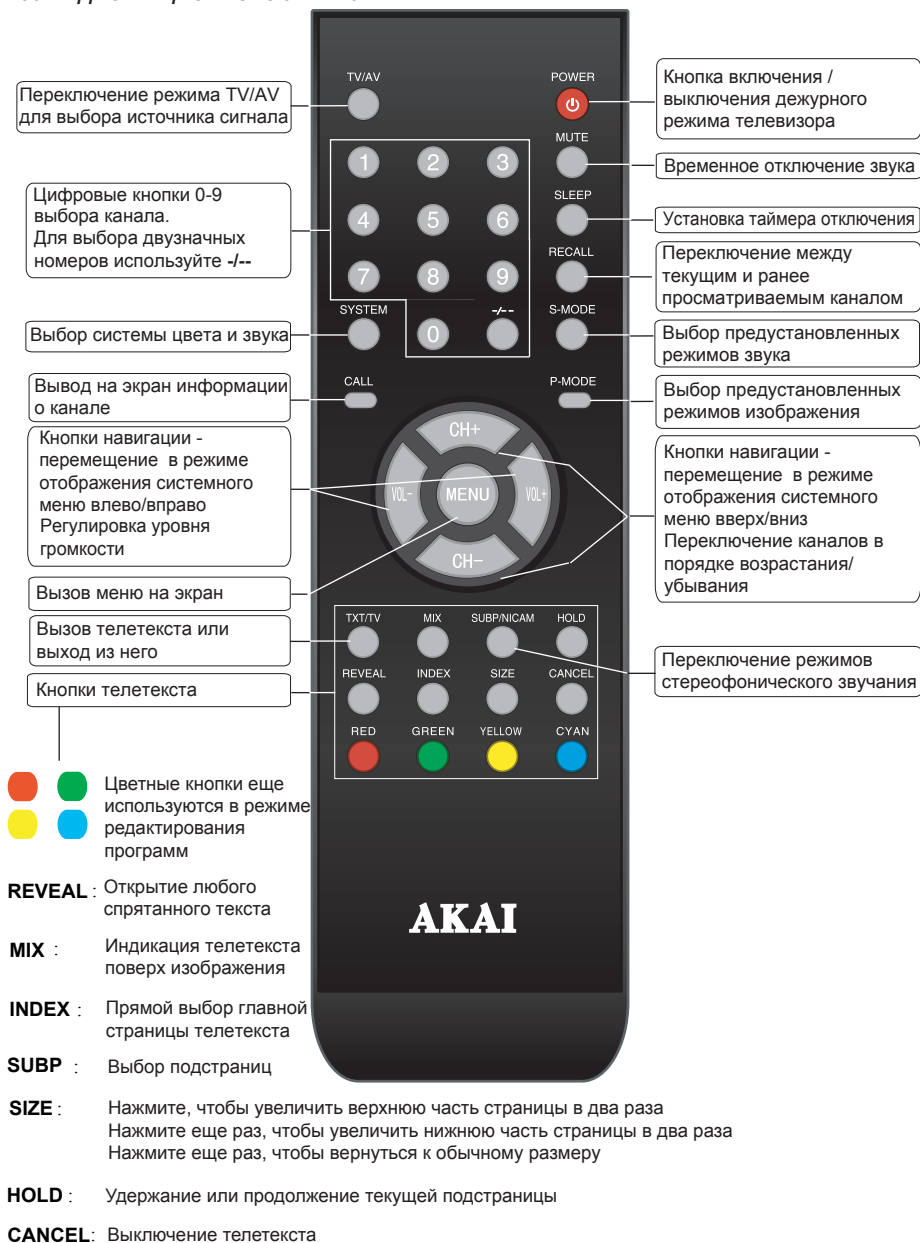 TV/AV
POWER
Переключение режима TV/AV
для выбора источника сигнала
Кнопка включения /
выключения дежурного
режима телевизора
MUTE
1 2 3
Временное отключение звука
Цифровые кнопки 0-9
выбора канала.
Для выбора двузначных
номеров используйте -/--
SLEEP
4 5 6
Установка таймера отключения
RECALL
7 8 9
Переключение между
текущим и ранее
просматриваемым каналом
SYSTEM
-/--
S-MODE
0
Выбор системы цвета и звука
Выбор предустановленных
режимов звука
CALL
P-MODE
Вывод на экран информации
о канале
Выбор предустановленных
режимов изображения
CH+
VOL-
MENU
VOL+
CH-
Кнопки навигации -
перемещение в режиме
отображения системного
меню влево/вправо
Регулировка уровня
громкости
Кнопки навигации -
перемещение в режиме
отображения системного
меню вверх/вниз
Переключение каналов в
порядке возрастания/
убывания
Вызов меню на экран
TXT/TV MIX SUBP/NICAM HOLD
Вызов телетекста или
выход из него
Переключение режимов
стереофонического звучания
REVEAL INDEX SIZE CANCEL
Кнопки телетекста
RED GREEN YELLOW CYAN
Цветные кнопки еще
используются в режиме
редактирования
программ
AKAI
REVEAL : Открытие любого
спрятанного текста
MIX : Индикация телетекста
поверх изображения
INDEX : Прямой выбор главной
страницы телетекста
SUBP : Выбор подстраниц
SIZE : Нажмите, чтобы увеличить верхнюю часть страницы в два раза
Нажмите еще раз, чтобы увеличить нижнюю часть страницы в два раза
Нажмите еще раз, чтобы вернуться к обычному размеру
HOLD : Удержание или продолжение текущей подстраницы
CANCEL: Выключение телетекста